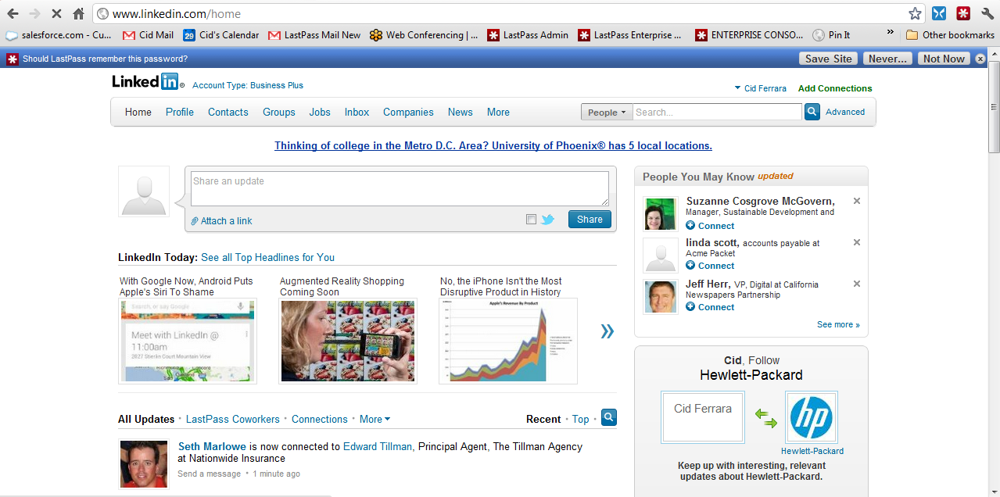 www.linkedin.com/home
salesforce.com - Cu... Cid Mail 29 Cid's Calendar LastPass Mail New Web Conferencing | ... LastPass Admin LastPass Enterprise ... ENTERPRISE CONSO... Pin It » Other bookmarks
Should LastPass remember this password? Save Site Never... Not Now
Linked in Account Type: Business Plus
Cid Ferrara Add Connections
Home Profile Contacts Groups Jobs Inbox Companies News More People Search... Advanced
Thinking of college in the Metro D.C. Area? University of Phoenix® has 5 local locations.
Share an update
Attach a link Share
LinkedIn Today: See all Top Headlines for You
With Google Now, Android Puts
Apple's Siri To Shame
Search, or say Google
Meet with LinkedIn @
11:00am
Augmented Reality Shopping
Coming Soon
No, the iPhone Isn't the Most
Disruptive Product in History
Apple's Revenue By Product
»
All Updates • LastPass Coworkers • Connections • More Recent • Top •
Seth Marlowe is now connected to Edward Tillman, Principal Agent, The Tillman Agency
at Nationwide Insurance
Send a message • 1 minute ago
People You May Know updated
Suzanne Cosgrove McGovern,
Manager, Sustainable Development and
Connect
linda scott, accounts payable at
Acme Packet
Connect
Jeff Herr, VP, Digital at California
Newspapers Partnership
Connect
See more »
Cid, Follow
Hewlett-Packard
Cid Ferrara
hp
Hewlett-Packard
Keep up with interesting, relevant
updates about Hewlett-Packard.